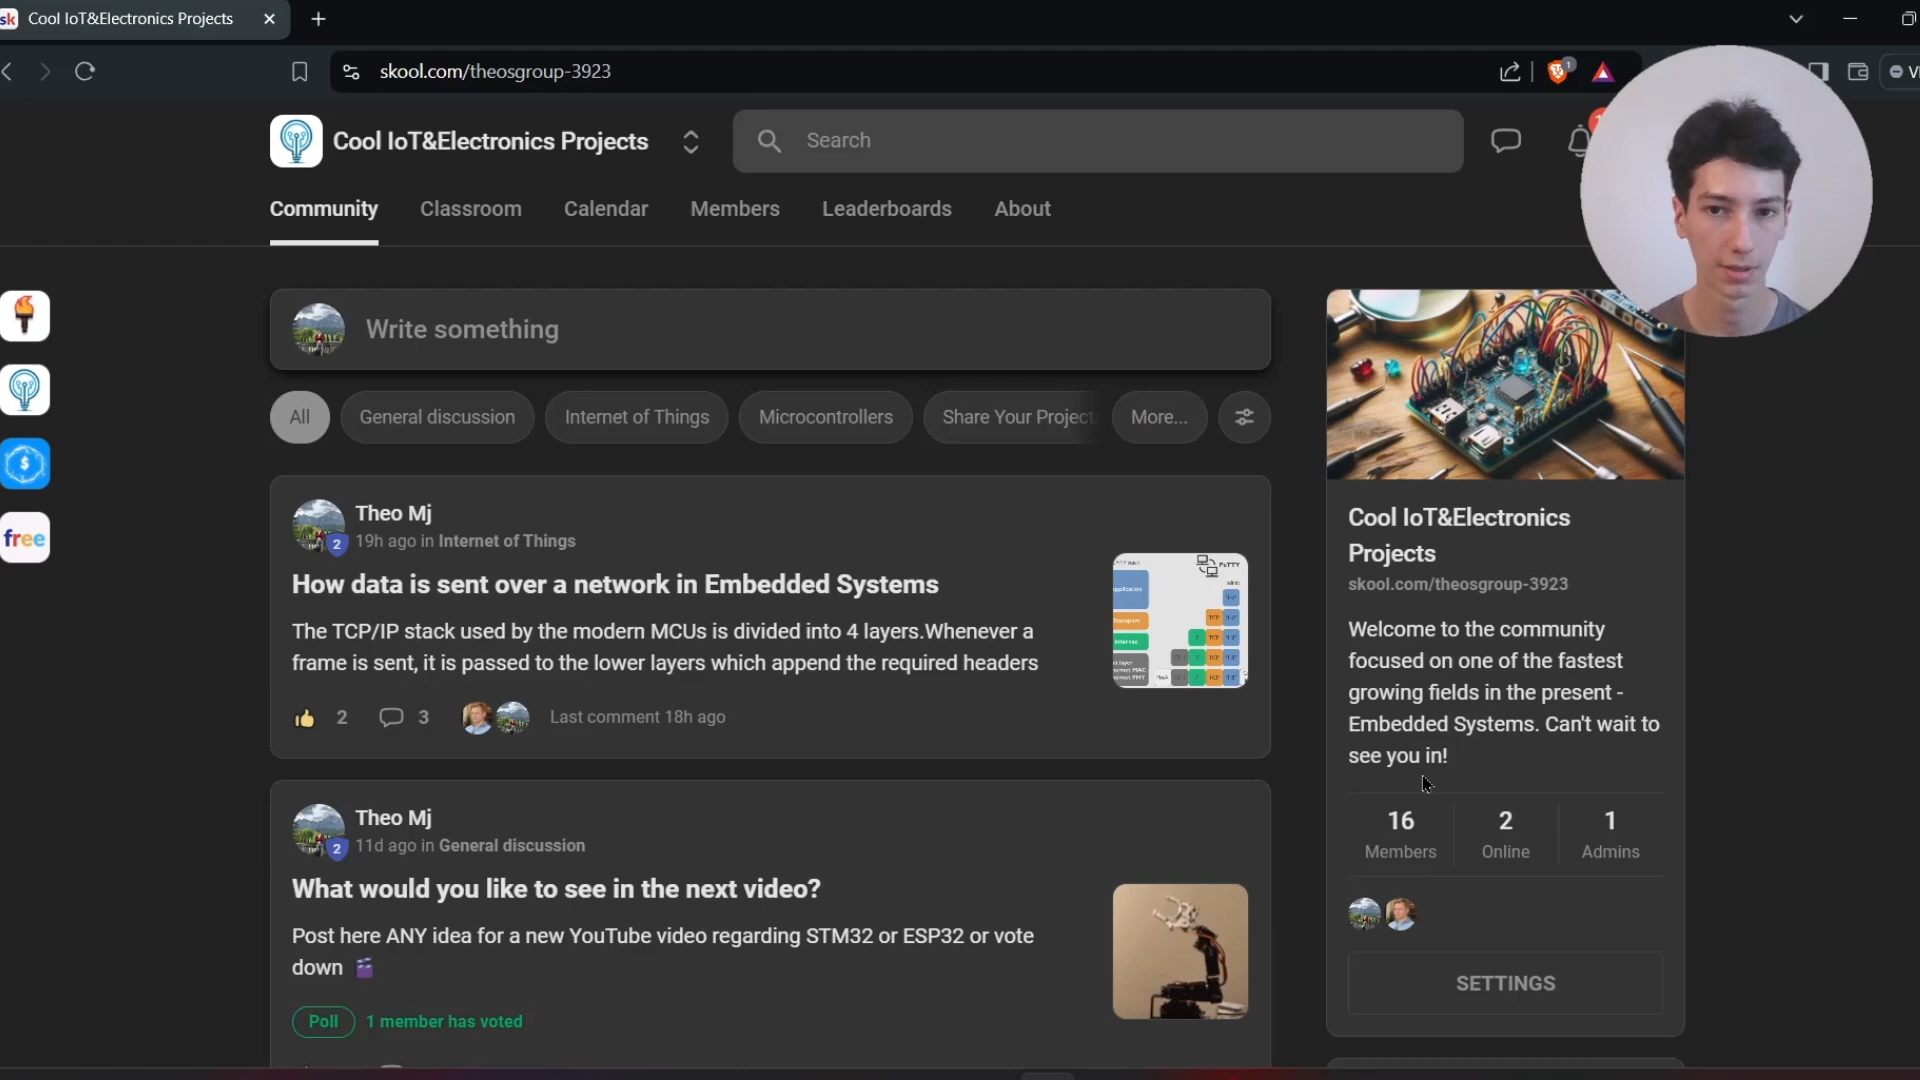 sk Cool IoT&Electronics Projects
skool.com/theosgroup-3923
1
Cool IoT&Electronics Projects
Search
Community Classroom Calendar Members Leaderboards About
Write something
All General discussion Internet of Things Microcontrollers Share Your Project More...
$
free
Theo Mj
2
19h ago in Internet of Things
How data is sent over a network in Embedded Systems
The TCP/IP stack used by the modern MCUs is divided into 4 layers.Whenever a
frame is sent, it is passed to the lower layers which append the required headers
PuTTY
2 3 Last comment 18h ago
Theo Mj
2
11d ago in General discussion
What would you like to see in the next video?
Post here ANY idea for a new YouTube video regarding STM32 or ESP32 or vote
down
Poll 1 member has voted
Cool IoT&Electronics
Projects
skool.com/theosgroup-3923
Welcome to the community
focused on one of the fastest
growing fields in the present -
Embedded Systems. Can't wait to
see you in!
16 2 1
Members Online Admins
SETTINGS